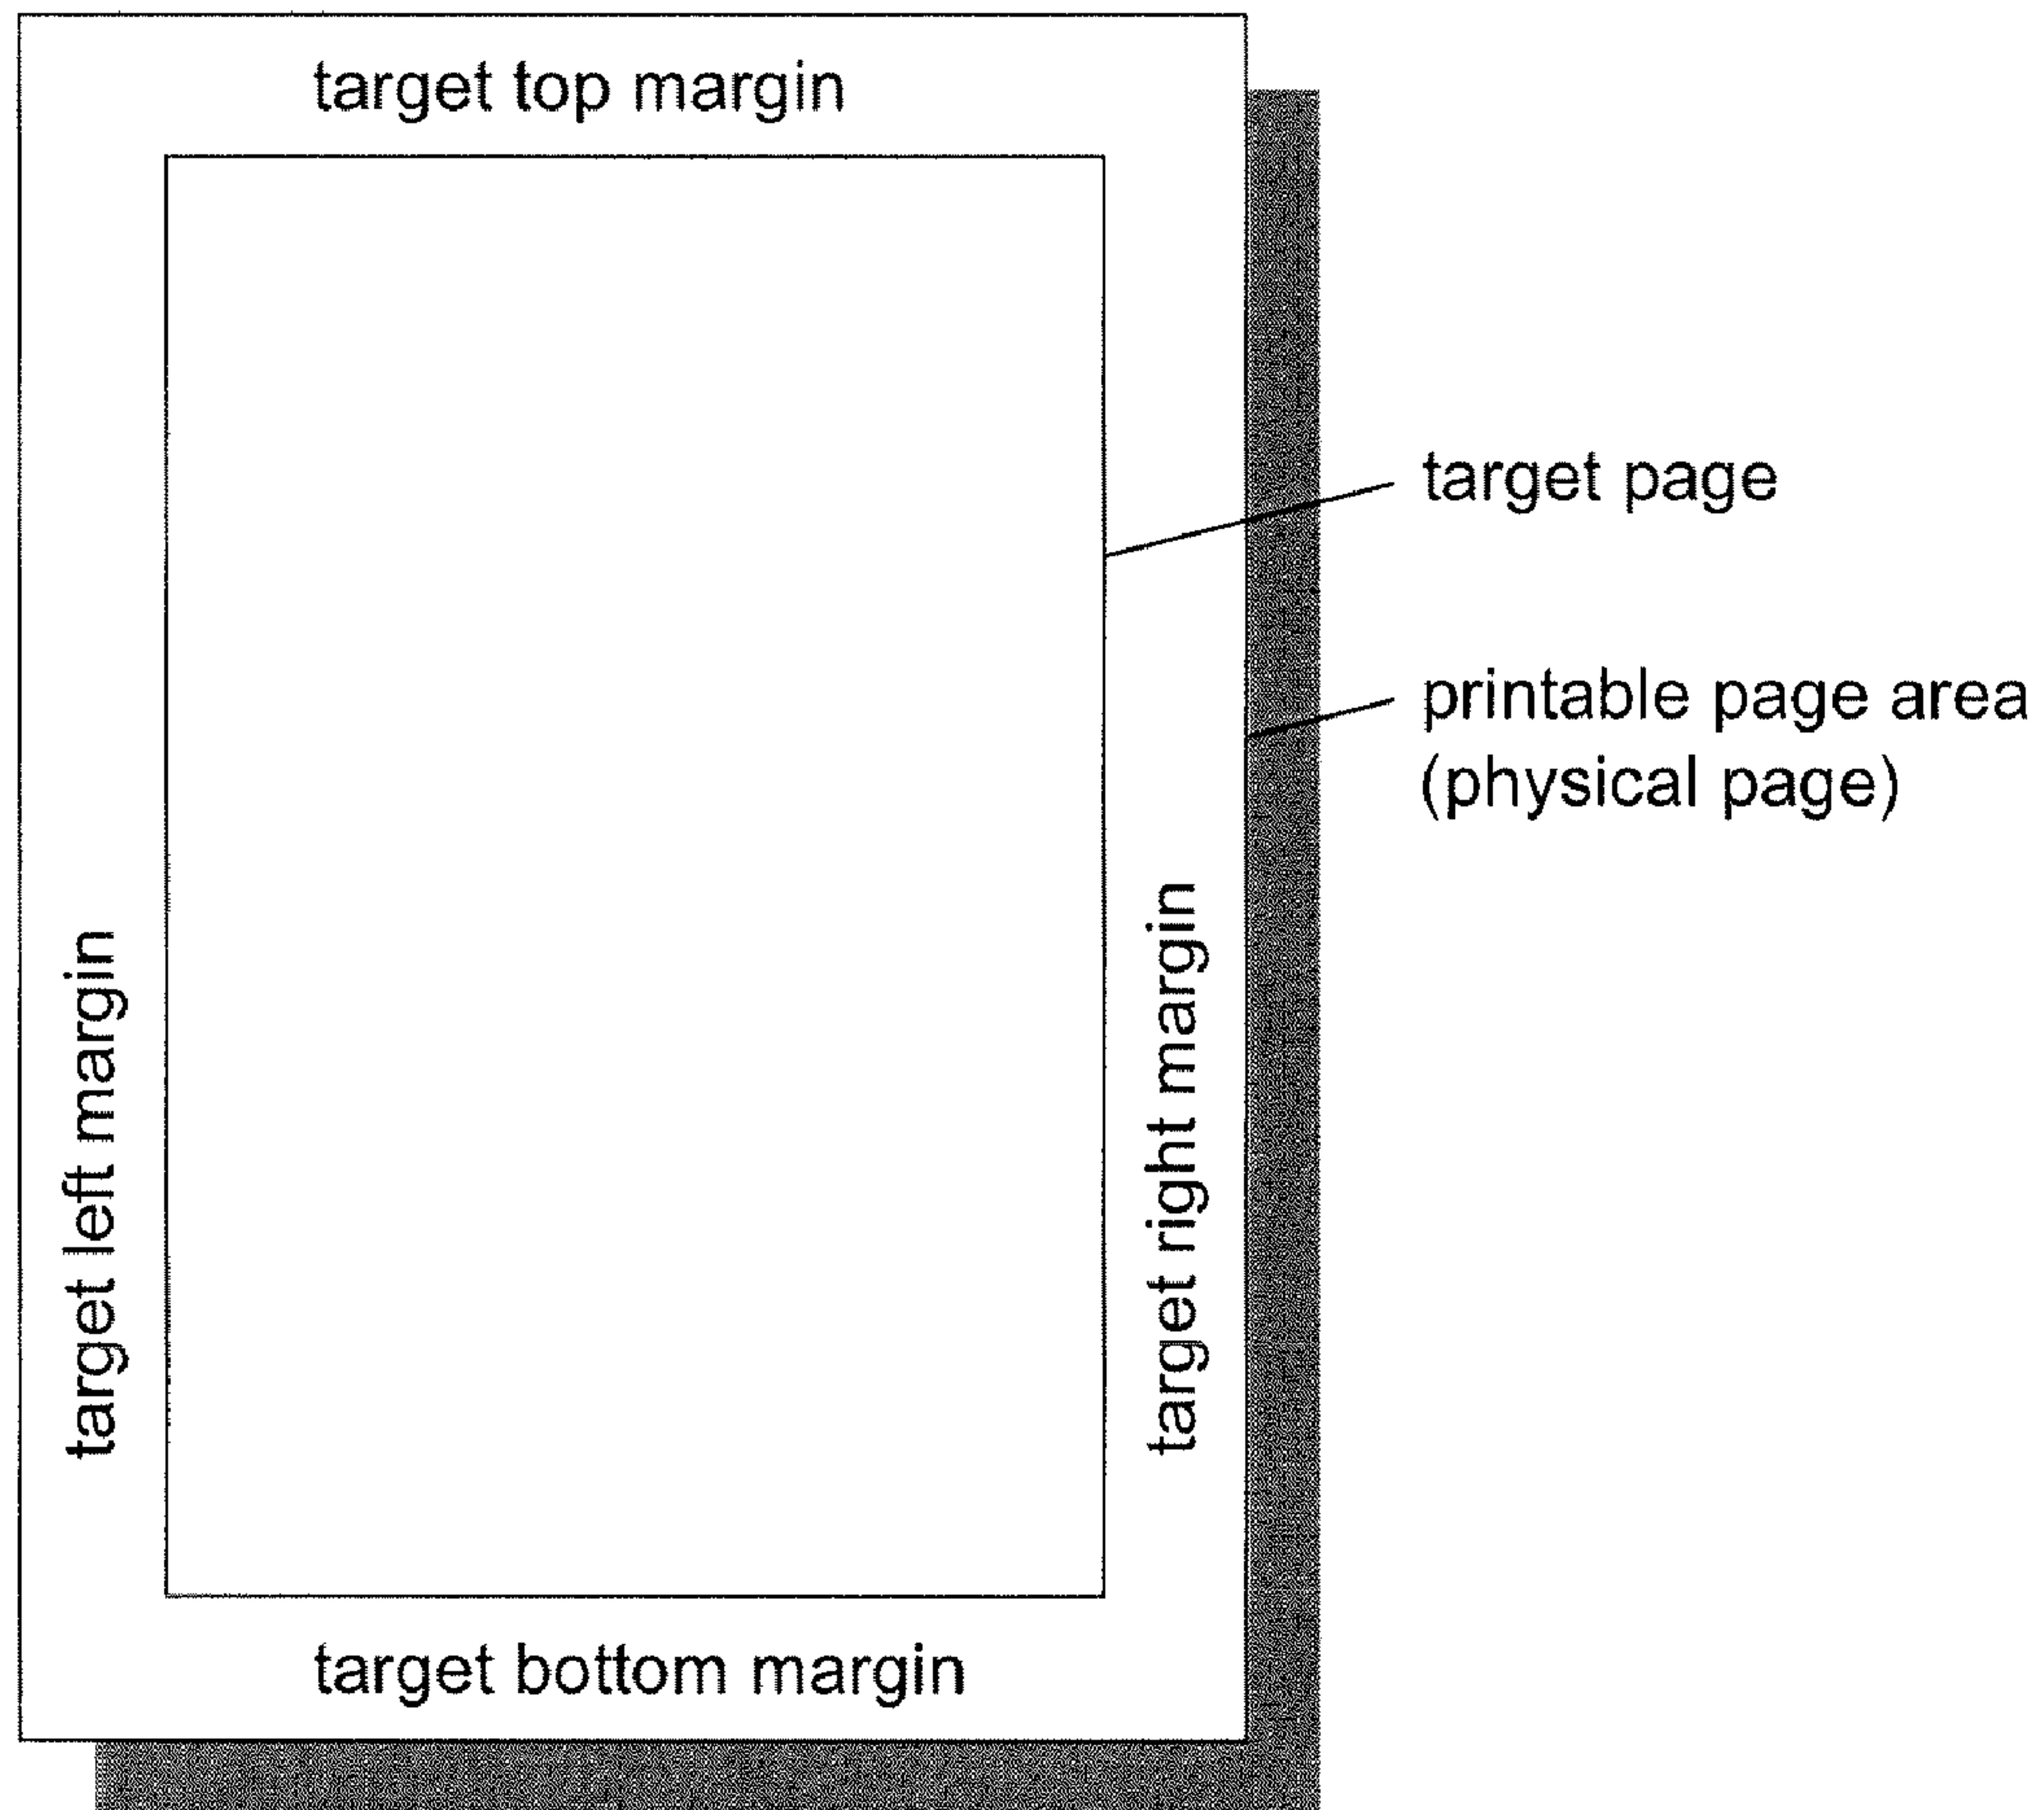 target top margin
target page
printable page area
(physical page)
target left margin
target right margin
target bottom margin